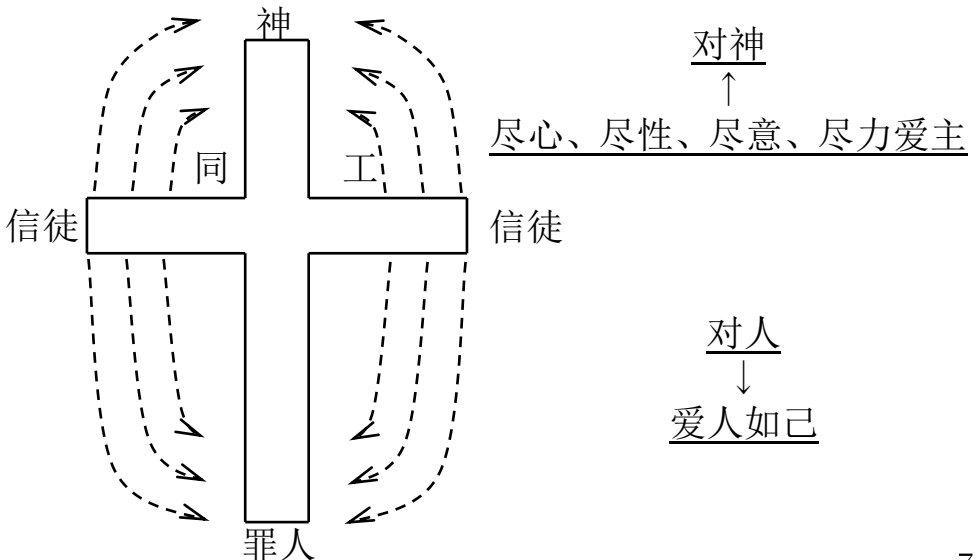 神
对神
↑
尽心、尽性、尽意、尽力爱主
同 工
信徒 信徒
对人
↓
爱人如己
罪人